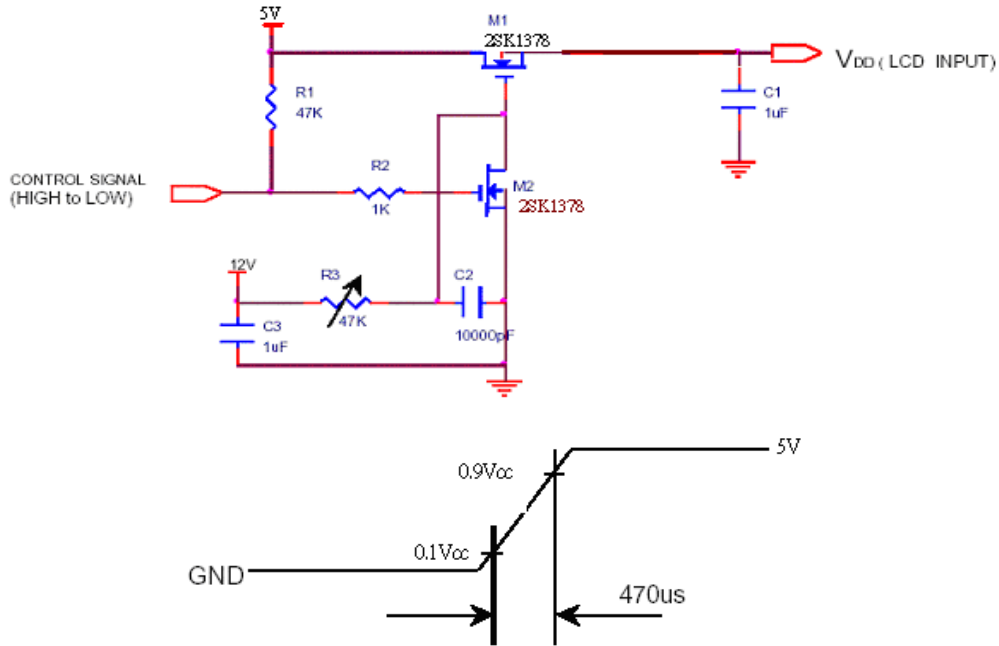 5V
M1
2SK1378
V_DD ( LCD INPUT)
R1
47K
C1
1uF
R2
1K
CONTROL SIGNAL
(HIGH to LOW)
M2
2SK1378
12V
R3
47K
C2
10000pF
C3
1uF
5V
0.9Vcc
0.1Vcc
GND
470us